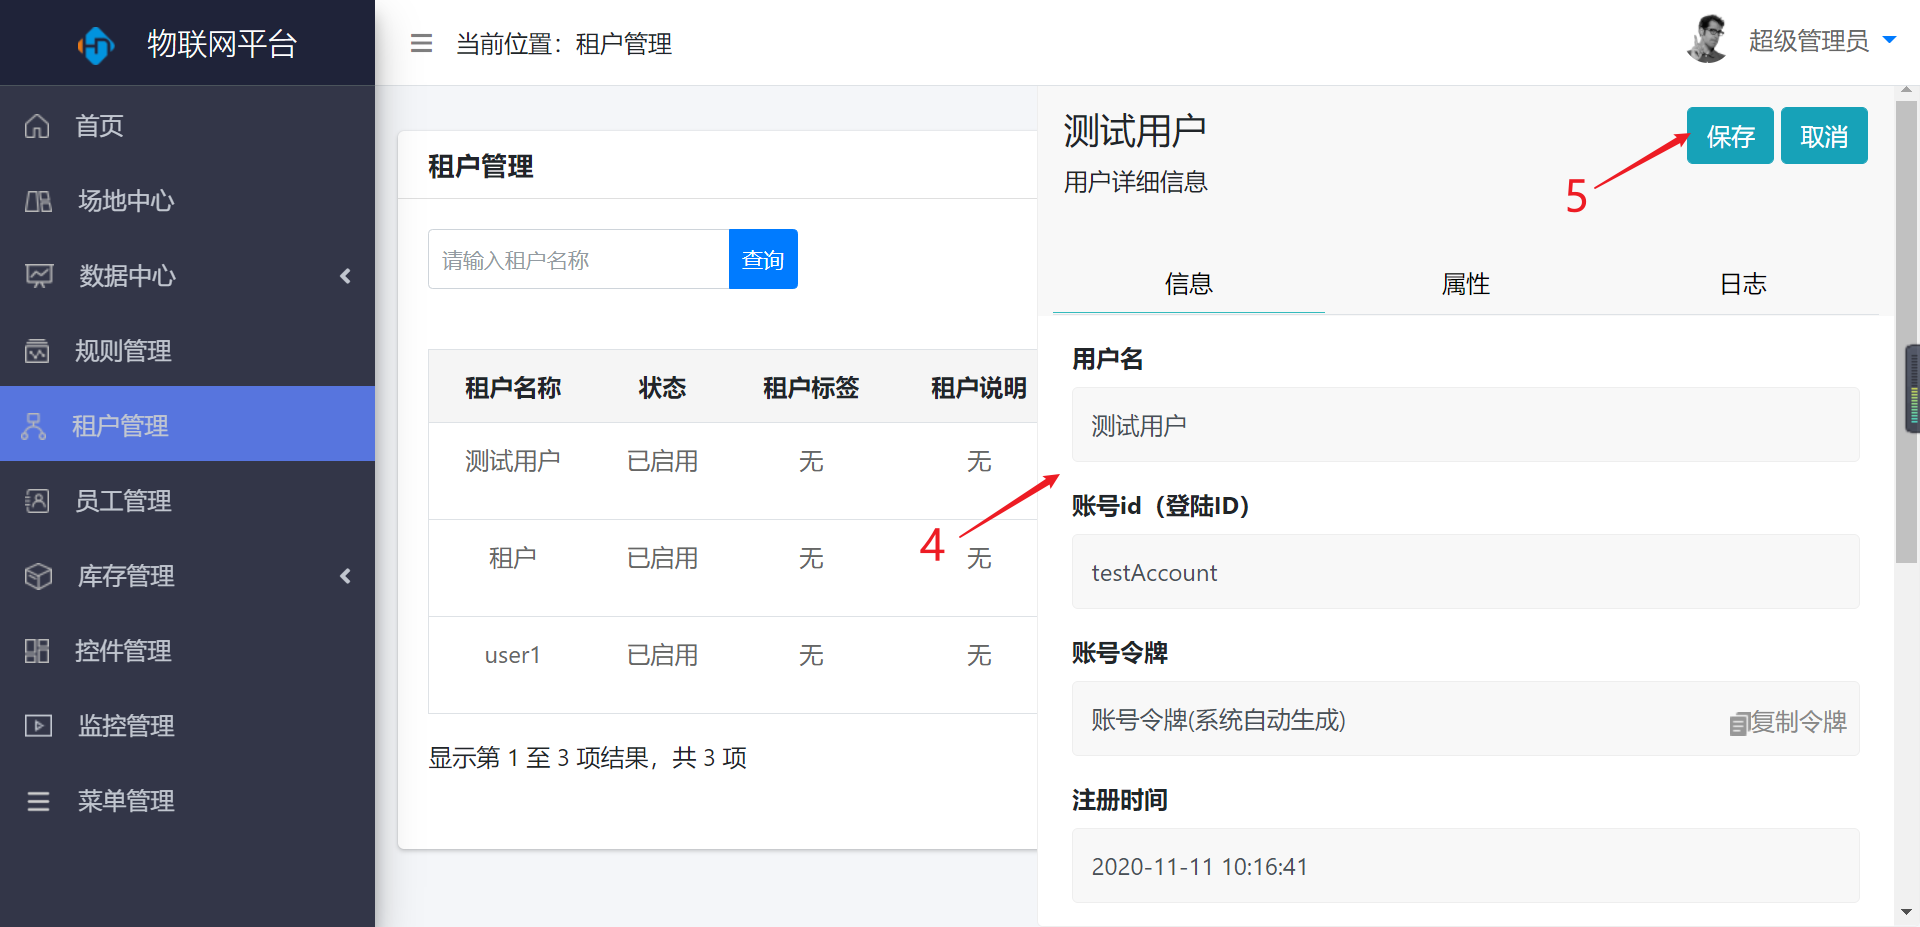 物联网平台
当前位置：租户管理
超级管理员
首页
场地中心
数据中心
规则管理
租户管理
员工管理
库存管理
控件管理
监控管理
菜单管理
租户管理
请输入租户名称
查询
租户名称 状态 租户标签 租户说明
测试用户 已启用 无 无
租户 已启用 无 无
user1 已启用 无 无
显示第 1 至 3 项结果，共 3 项
测试用户
保存 取消
用户详细信息
5
信息 属性 日志
用户名
测试用户
4
账号id（登陆ID）
testAccount
账号令牌
账号令牌(系统自动生成)
复制令牌
注册时间
2020-11-11 10:16:41